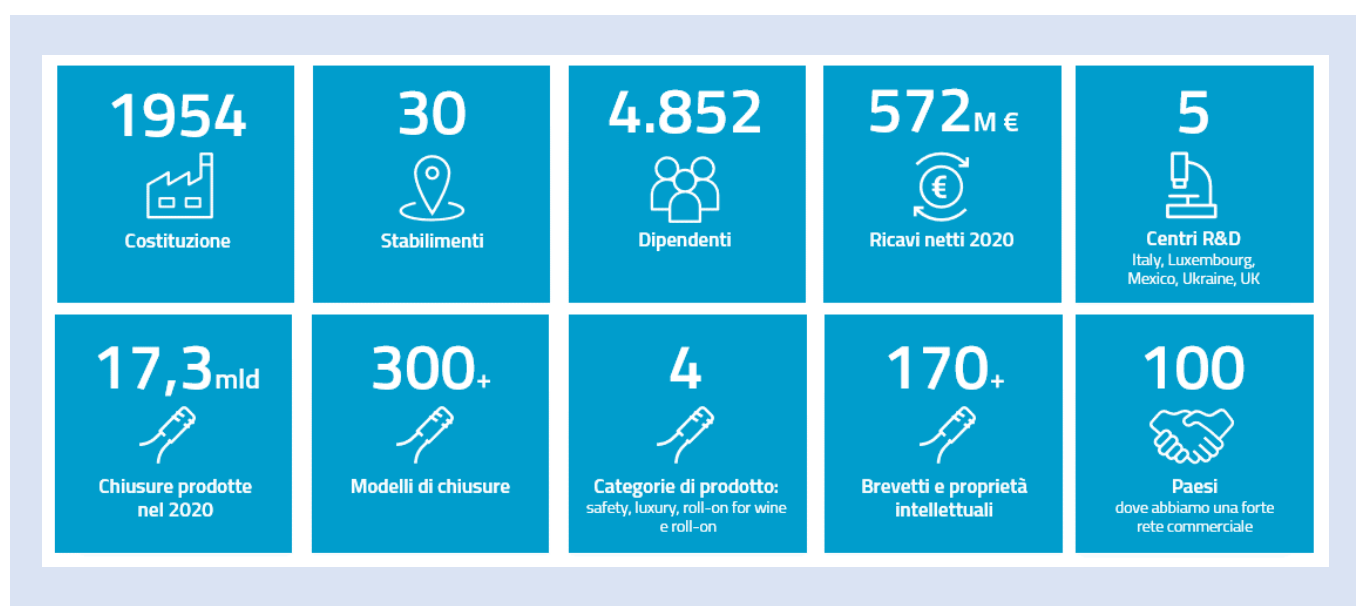 1954
Costituzione
30
Stabilimenti
4.852
Dipendenti
572M €
€
Ricavi netti 2020
5
Centri R&D
Italy, Luxembourg,
Mexico, Ukraine, UK
17,3mld
Chiusure prodotte
nel 2020
300+
Modelli di chiusure
4
Categorie di prodotto:
safety, luxury, roll-on for wine
e roll-on
170+
Brevetti e proprietà
intellettuali
100
Paesi
dove abbiamo una forte
rete commerciale